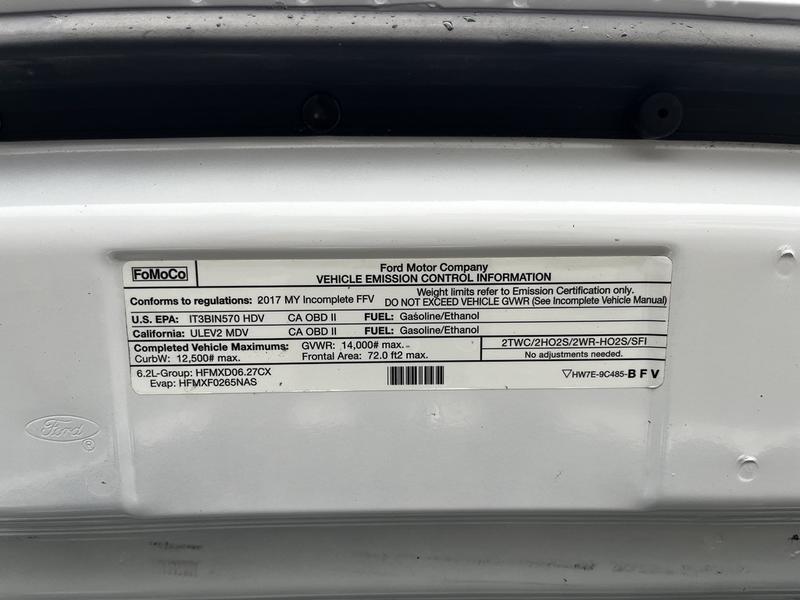 FoMoCo
Ford Motor Company
VEHICLE EMISSION CONTROL INFORMATION
Conforms to regulations: 2017 MY Incomplete FFV
Weight limits refer to Emission Certification only.
DO NOT EXCEED VEHICLE GVWR (See Incomplete Vehicle Manual)
U.S. EPA: IT3BIN570 HDV CA OBD II FUEL: Gasoline/Ethanol
California: ULEV2 MDV CA OBD II FUEL: Gasoline/Ethanol
Completed Vehicle Maximums: GVWR: 14,000# max.
CurbW: 12,500# max. Frontal Area: 72.0 ft2 max.
2TWC/2HO2S/2WR-HO2S/SFI
No adjustments needed.
6.2L-Group: HFMXD06.27CX
Evap: HFMXF0265NAS
▽HW7E-9C485-B F V
Ford®